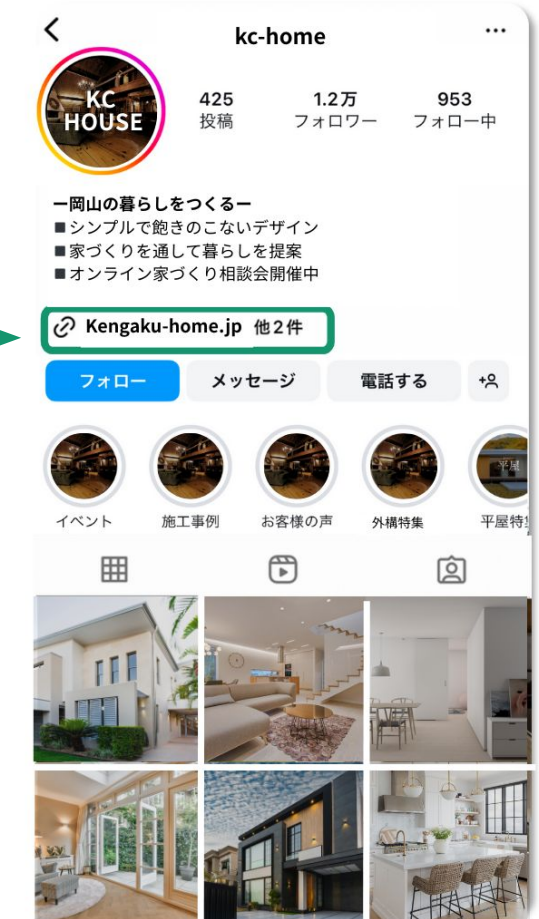 kc-home
KC
HOUSE
425
投稿
1.2万
フォロワー
953
フォロー中
ー岡山の暮らしをつくるー
■シンプルで飽きのこないデザイン
■家づくりを通して暮らしを提案
■オンライン家づくり相談会開催中
Kengaku-home.jp 他2件
フォロー
メッセージ
電話する
平屋
イベント
施工事例
お客様の声
外構特集
平屋特